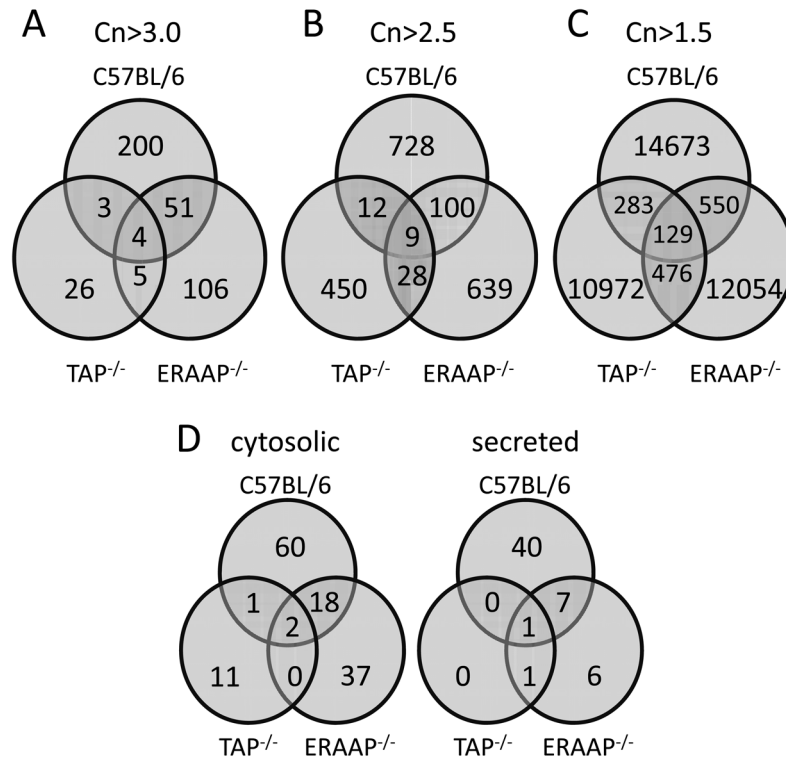 A Cn>3.0 B Cn>2.5 C Cn>1.5
C57BL/6 C57BL/6 C57BL/6
200 728 14673
3 51 12 100 283 550
4 9 129
5 28 476
26 106 450 639 10972 12054
TAP-/- ERAAP-/- TAP-/- ERAAP-/- TAP-/- ERAAP-/-
D cytosolic secreted
C57BL/6 C57BL/6
60 40
1 18 0 7
2 1
11 0 37 0 1 6
TAP-/- ERAAP-/- TAP-/- ERAAP-/-